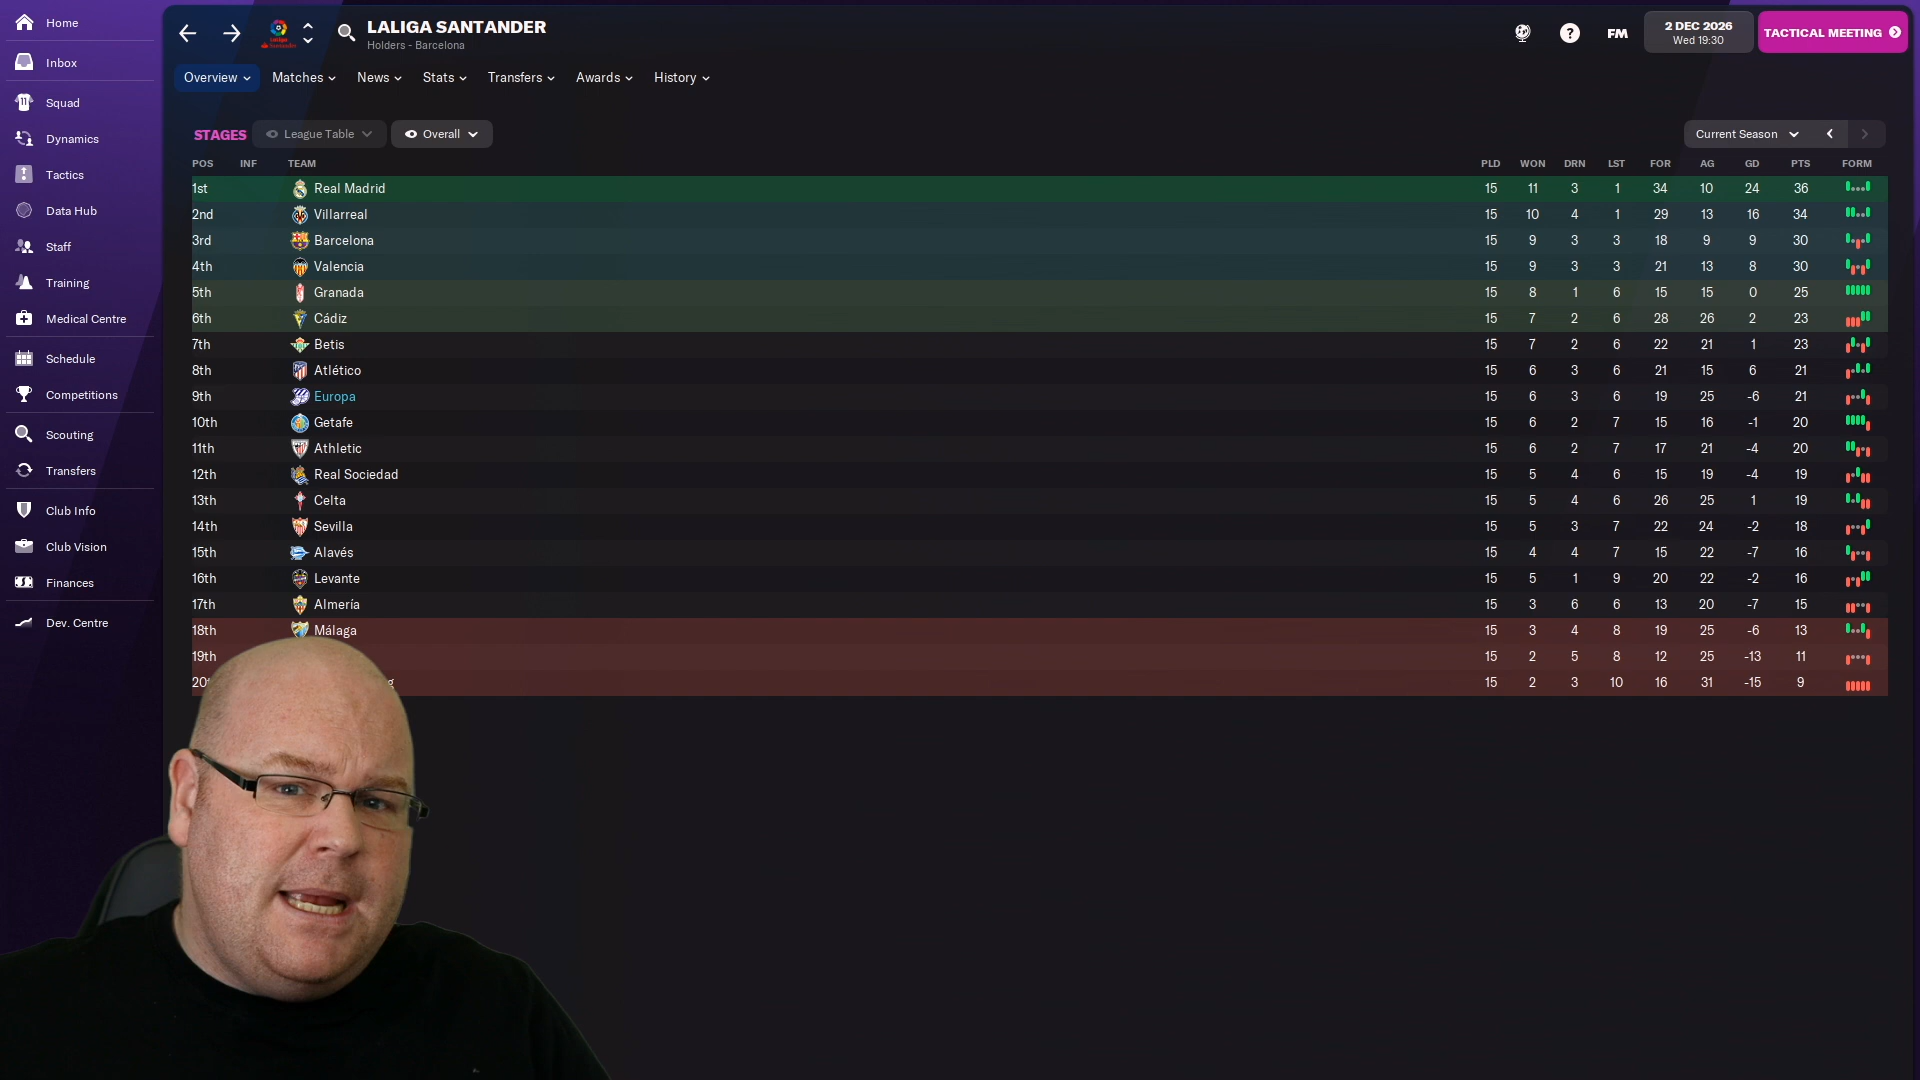 Home
Inbox
Squad
Dynamics
Tactics
Data Hub
Staff
Training
Medical Centre
Schedule
Competitions
Scouting
Transfers
Club Info
Club Vision
Finances
Dev. Centre
LALIGA SANTANDER
Holders - Barcelona
FM
2 DEC 2026
Wed 19:30
TACTICAL MEETING
Overview Matches News Stats Transfers Awards History
STAGES League Table Overall Current Season
POS INF TEAM PLD WON DRN LST FOR AG GD PTS FORM
1st Real Madrid 15 11 3 1 34 10 24 36
2nd Villarreal 15 10 4 1 29 13 16 34
3rd Barcelona 15 9 3 3 18 9 9 30
4th Valencia 15 9 3 3 21 13 8 30
5th Granada 15 8 1 6 15 15 0 25
6th Cádiz 15 7 2 6 28 26 2 23
7th Betis 15 7 2 6 22 21 1 23
8th Atlético 15 6 3 6 21 15 6 21
9th Europa 15 6 3 6 19 25 -6 21
10th Getafe 15 6 2 7 15 16 -1 20
11th Athletic 15 6 2 7 17 21 -4 20
12th Real Sociedad 15 5 4 6 15 19 -4 19
13th Celta 15 5 4 6 26 25 1 19
14th Sevilla 15 5 3 7 22 24 -2 18
15th Alavés 15 4 4 7 15 22 -7 16
16th Levante 15 5 1 9 20 22 -2 16
17th Almería 15 3 6 6 13 20 -7 15
18th Málaga 15 3 4 8 19 25 -6 13
19th 15 2 5 8 12 25 -13 11
15 2 3 10 16 31 -15 9